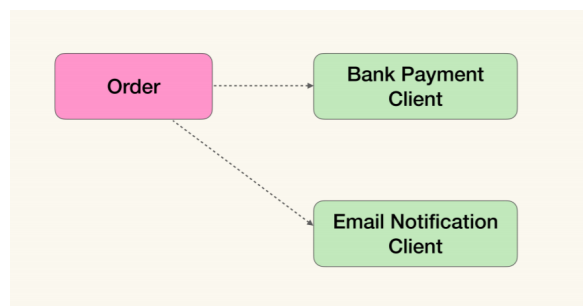 Order
Bank Payment
Client
Email Notification
Client